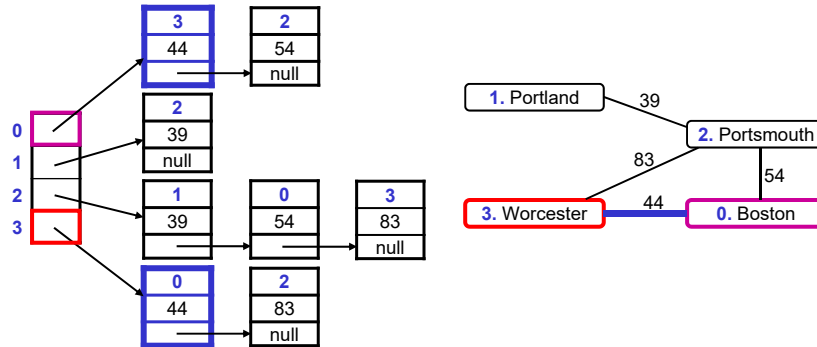 3 2
44 54
null
2
39
null
0
1
2
3
1 0 3
39 54 83
null
0 2
44 83
null
1. Portland
39
2. Portsmouth
83
54
3. Worcester
44
0. Boston